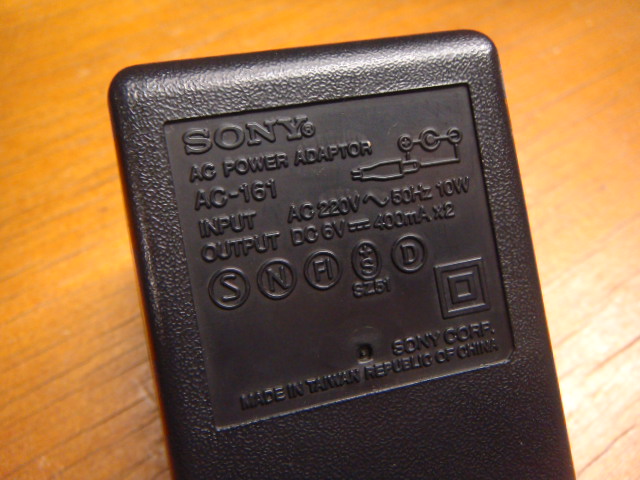 SONY®
AC POWER ADAPTOR
AC-161
INPUT AC 220V ~ 50Hz 10W
OUTPUT DC 6V ⎓ 400mA X2
S N FI S D
SZ51
SONY CORP.
MADE IN TAIWAN REPUBLIC OF CHINA